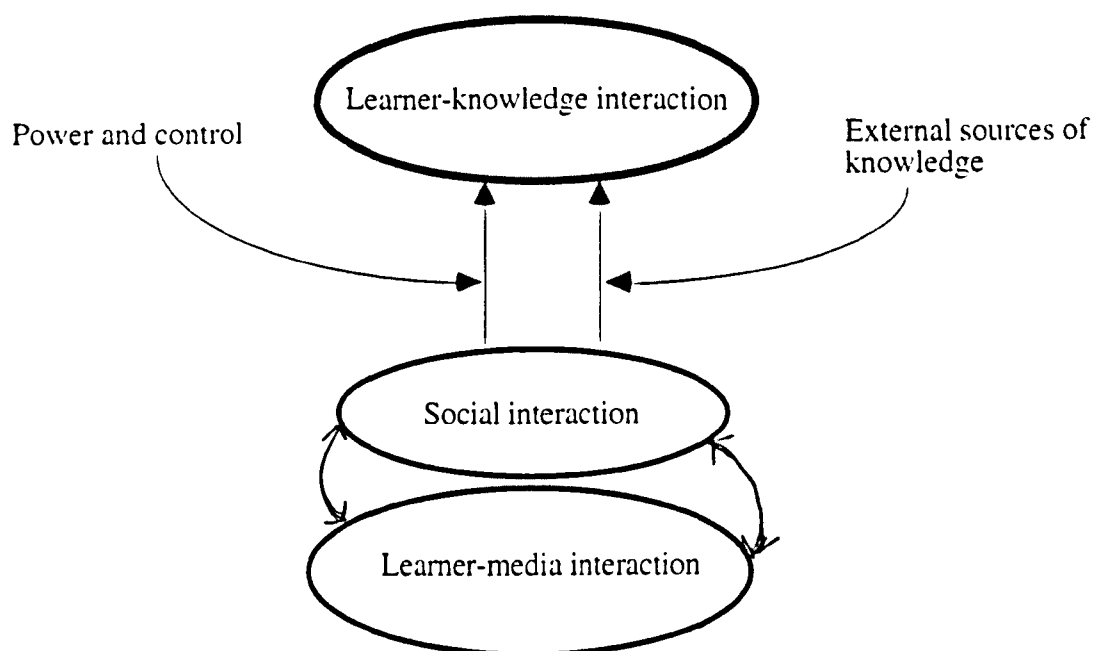 Learner-knowledge interaction
Power and control
External sources of
knowledge
Social interaction
Learner-media interaction